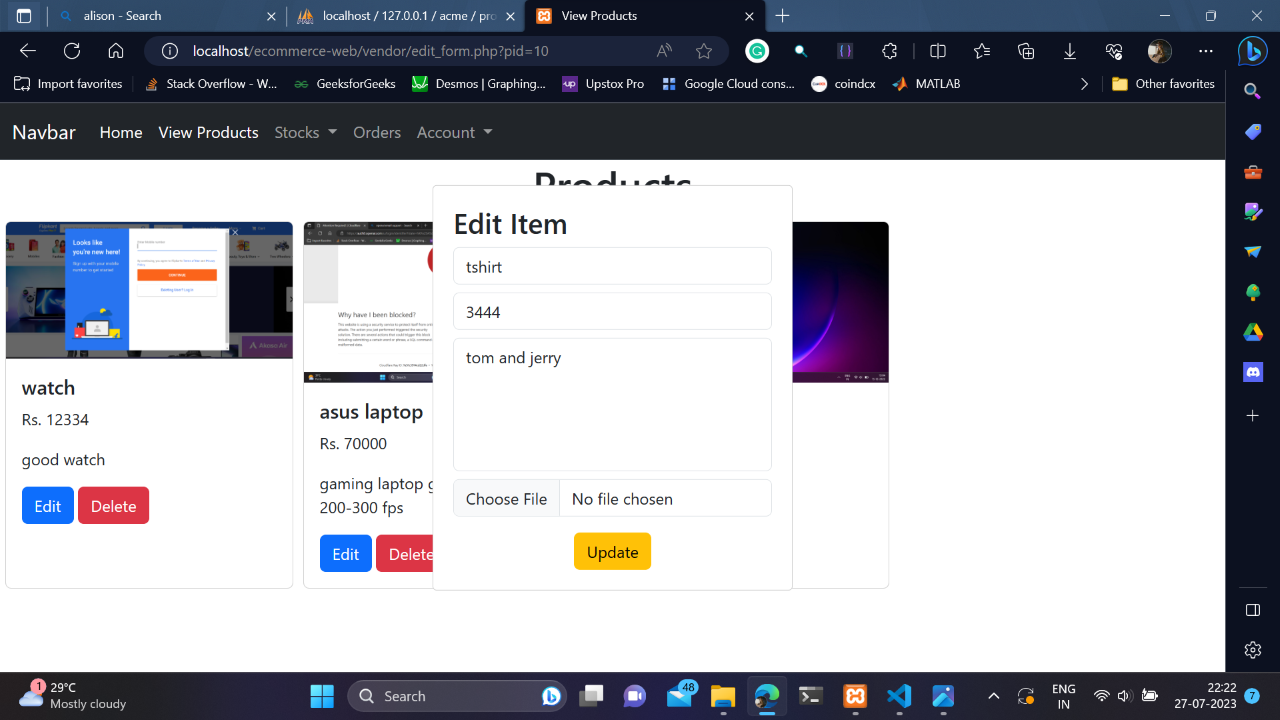 alison - Search
localhost / 127.0.0.1 / acme / pro
View Products
localhost/ecommerce-web/vendor/edit_form.php?pid=10
Import favorites
Stack Overflow - W...
GeeksforGeeks
Desmos | Graphing...
Upstox Pro
Google Cloud cons...
coindcx
MATLAB
Other favorites
Navbar
Home
View Products
Stocks
Orders
Account
Products
Looks like
you're new here!
CONTINUE
watch
Rs. 12334
good watch
Edit
Delete
Why have I been blocked?
asus laptop
Rs. 70000
gaming laptop
200-300 fps
Edit
Delete
Edit Item
tshirt
3444
tom and jerry
Choose File
No file chosen
Update
1
29°C
Mostly cloudy
Search
48
ENG
IN
22:22
27-07-2023
7